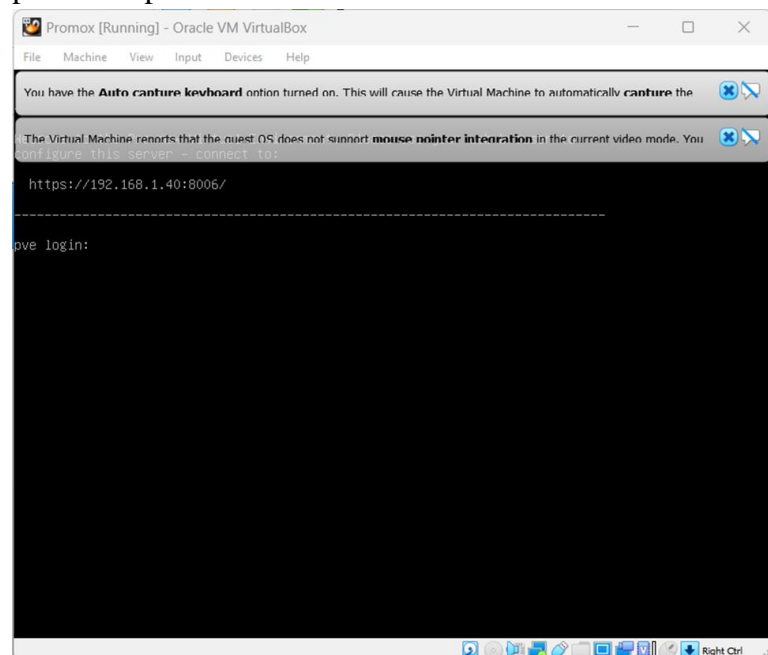 Promox [Running] - Oracle VM VirtualBox
File Machine View Input Devices Help
You have the Auto capture keyboard option turned on. This will cause the Virtual Machine to automatically capture the
The Virtual Machine reports that the guest OS does not support mouse pointer integration in the current video mode. You
configure this server - connect to:
https://192.168.1.40:8006/
--------------------------------------------------------------------------------
pve login:
Right Ctrl